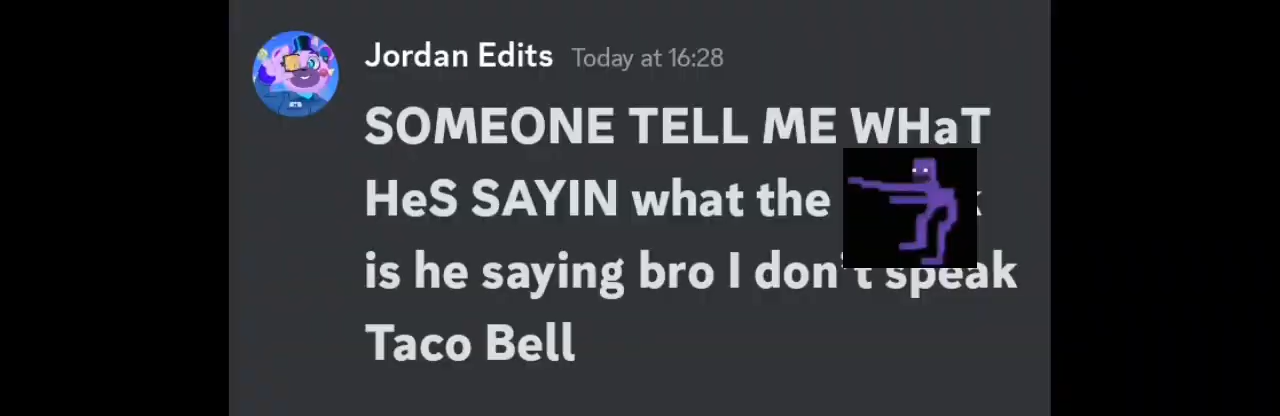 Jordan Edits Today at 16:28
SOMEONE TELL ME WHaT
HeS SAYIN what the
is he saying bro I don't speak
Taco Bell